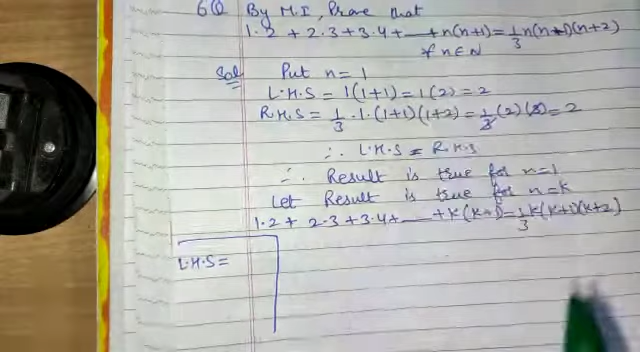 6Q By M.I, Prove that
1.2 + 2.3 + 3.4 + __ + n(n+1) = 1/3 n(n+1)(n+2)
∀ n∈N
Sol Put n = 1
L.H.S = 1(1+1) = 1(2) = 2
R.H.S = 1/3 . 1 . (1+1)(1+2) = 1/3 (2)(3) = 2
∴ L.H.S = R.H.S
∴ Result is true for n=1
Let Result is true for n=k
1.2 + 2.3 + 3.4 + __ + k(k+1) = 1/3 k(k+1)(k+2)
L.H.S =